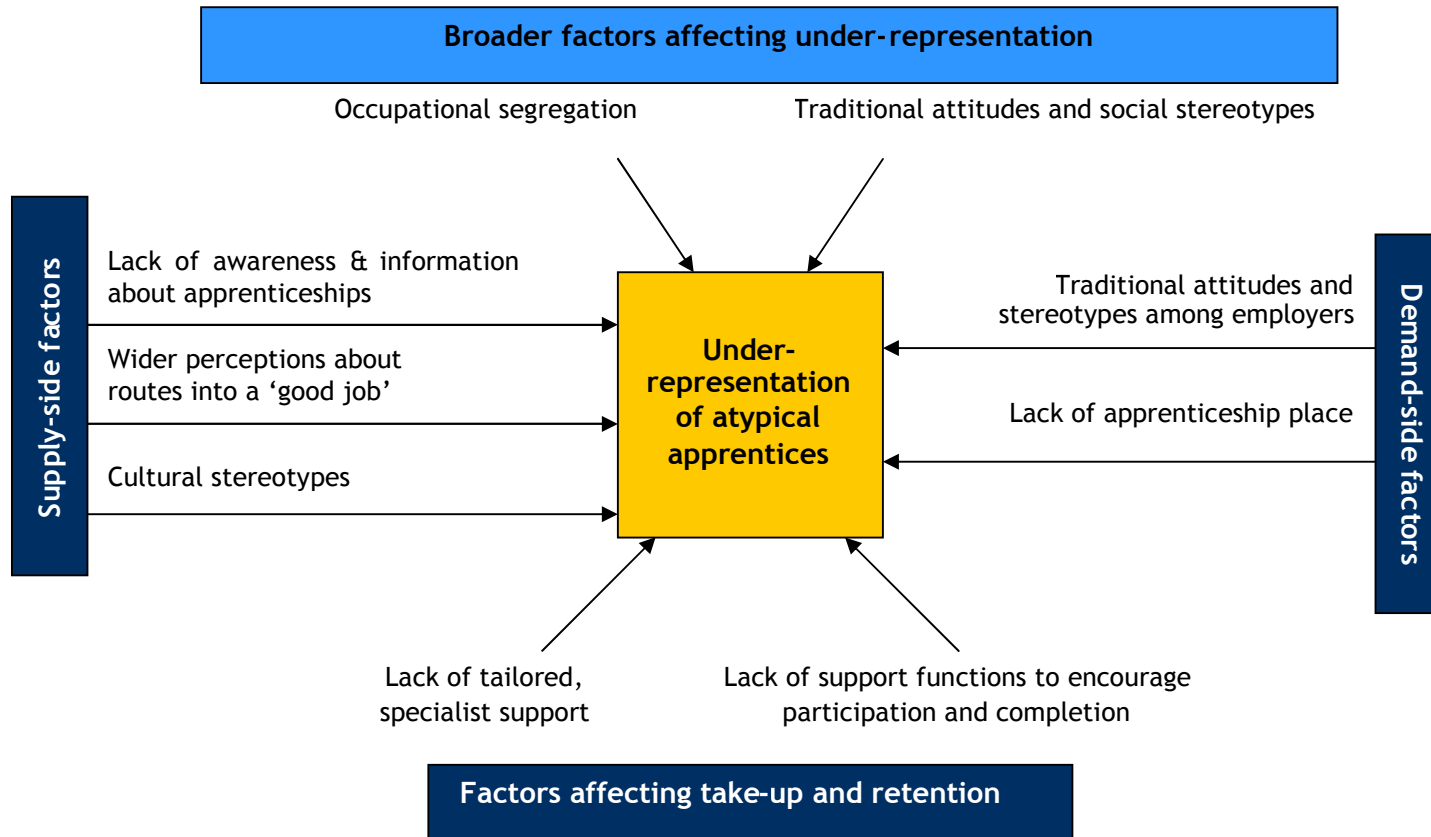 Broader factors affecting under-representation
Occupational segregation
Traditional attitudes and social stereotypes
Supply-side factors
Lack of awareness & information
about apprenticeships
Wider perceptions about
routes into a ‘good job’
Cultural stereotypes
Under-
representation
of atypical
apprentices
Traditional attitudes and
stereotypes among employers
Lack of apprenticeship place
Demand-side factors
Lack of tailored,
specialist support
Lack of support functions to encourage
participation and completion
Factors affecting take-up and retention